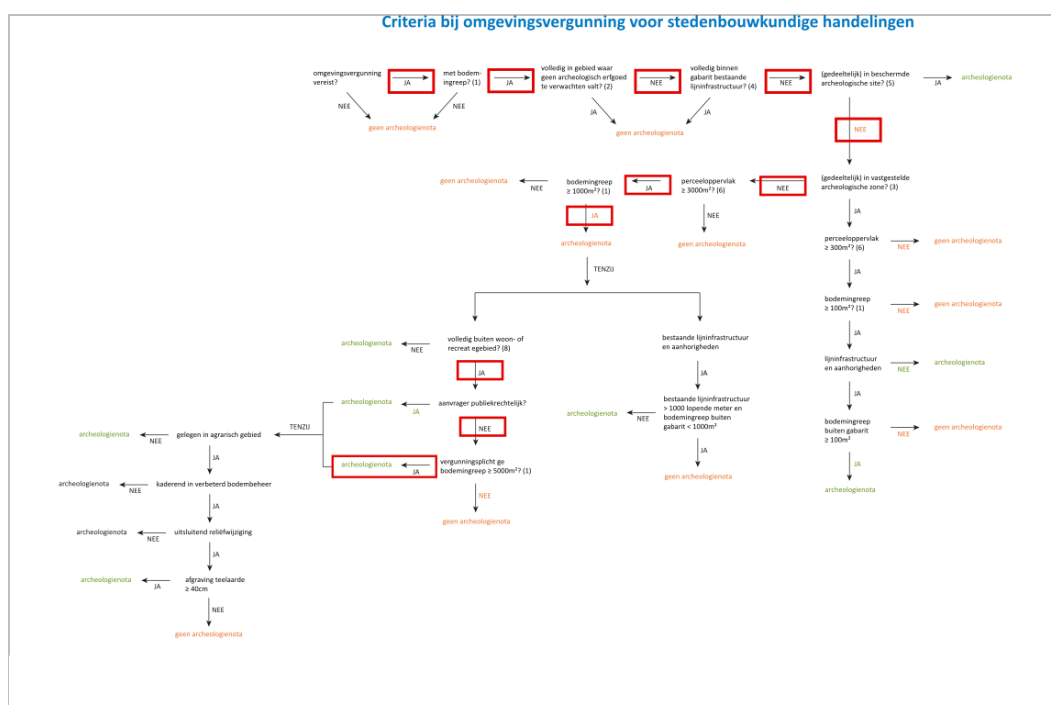 Criteria bij omgevingsvergunning voor stedenbouwkundige handelingen
omgevingsvergunning
vereist?
JA
met bodem-
ingreep? (1)
JA
volledig in gebied waar
geen archeologisch erfgoed
te verwachten valt? (2)
NEE
volledig binnen
gabarit bestaande
lijninfrastructuur? (4)
NEE
(gedeeltelijk) in beschermde
archeologische site? (5)
JA
archeologienota
NEE
NEE
JA
JA
geen archeologienota
geen archeologienota
NEE
geen archeologienota
NEE
bodemingreep
≥ 1000m²? (1)
JA
perceeloppervlak
≥ 3000m²? (6)
NEE
(gedeeltelijk) in vastgestelde
archeologische zone? (3)
JA
NEE
JA
archeologienota
geen archeologienota
perceeloppervlak
≥ 300m²? (6)
NEE
geen archeologienota
TENZIJ
JA
bodemingreep
≥ 100m²? (1)
NEE
geen archeologienota
archeologienota
NEE
volledig buiten woon- of
recreat egebied? (8)
bestaande lijninfrastructuur
en aanhorigheden
JA
lijninfrastructuur
en aanhorigheden
NEE
archeologienota
JA
JA
JA
archeologienota
JA
aanvrager publiekrechtelijk?
archeologienota
NEE
bestaande lijninfrastructuur
> 1000 lopende meter en
bodemingreep buiten
gabarit < 1000m²
bodemingreep
buiten gabarit
≥ 100m²
NEE
geen archeologienota
archeologienota
NEE
gelegen in agrarisch gebied
TENZIJ
NEE
JA
archeologienota
JA
vergunningsplicht ge
bodemingreep ≥ 5000m²? (1)
JA
JA
archeologienota
NEE
kaderend in verbeterd bodembeheer
geen archeologienota
archeologienota
NEE
JA
geen archeologienota
archeologienota
NEE
uitsluitend reliëfwijziging
JA
archeologienota
JA
afgraving teelaarde
≥ 40cm
NEE
geen archeologienota